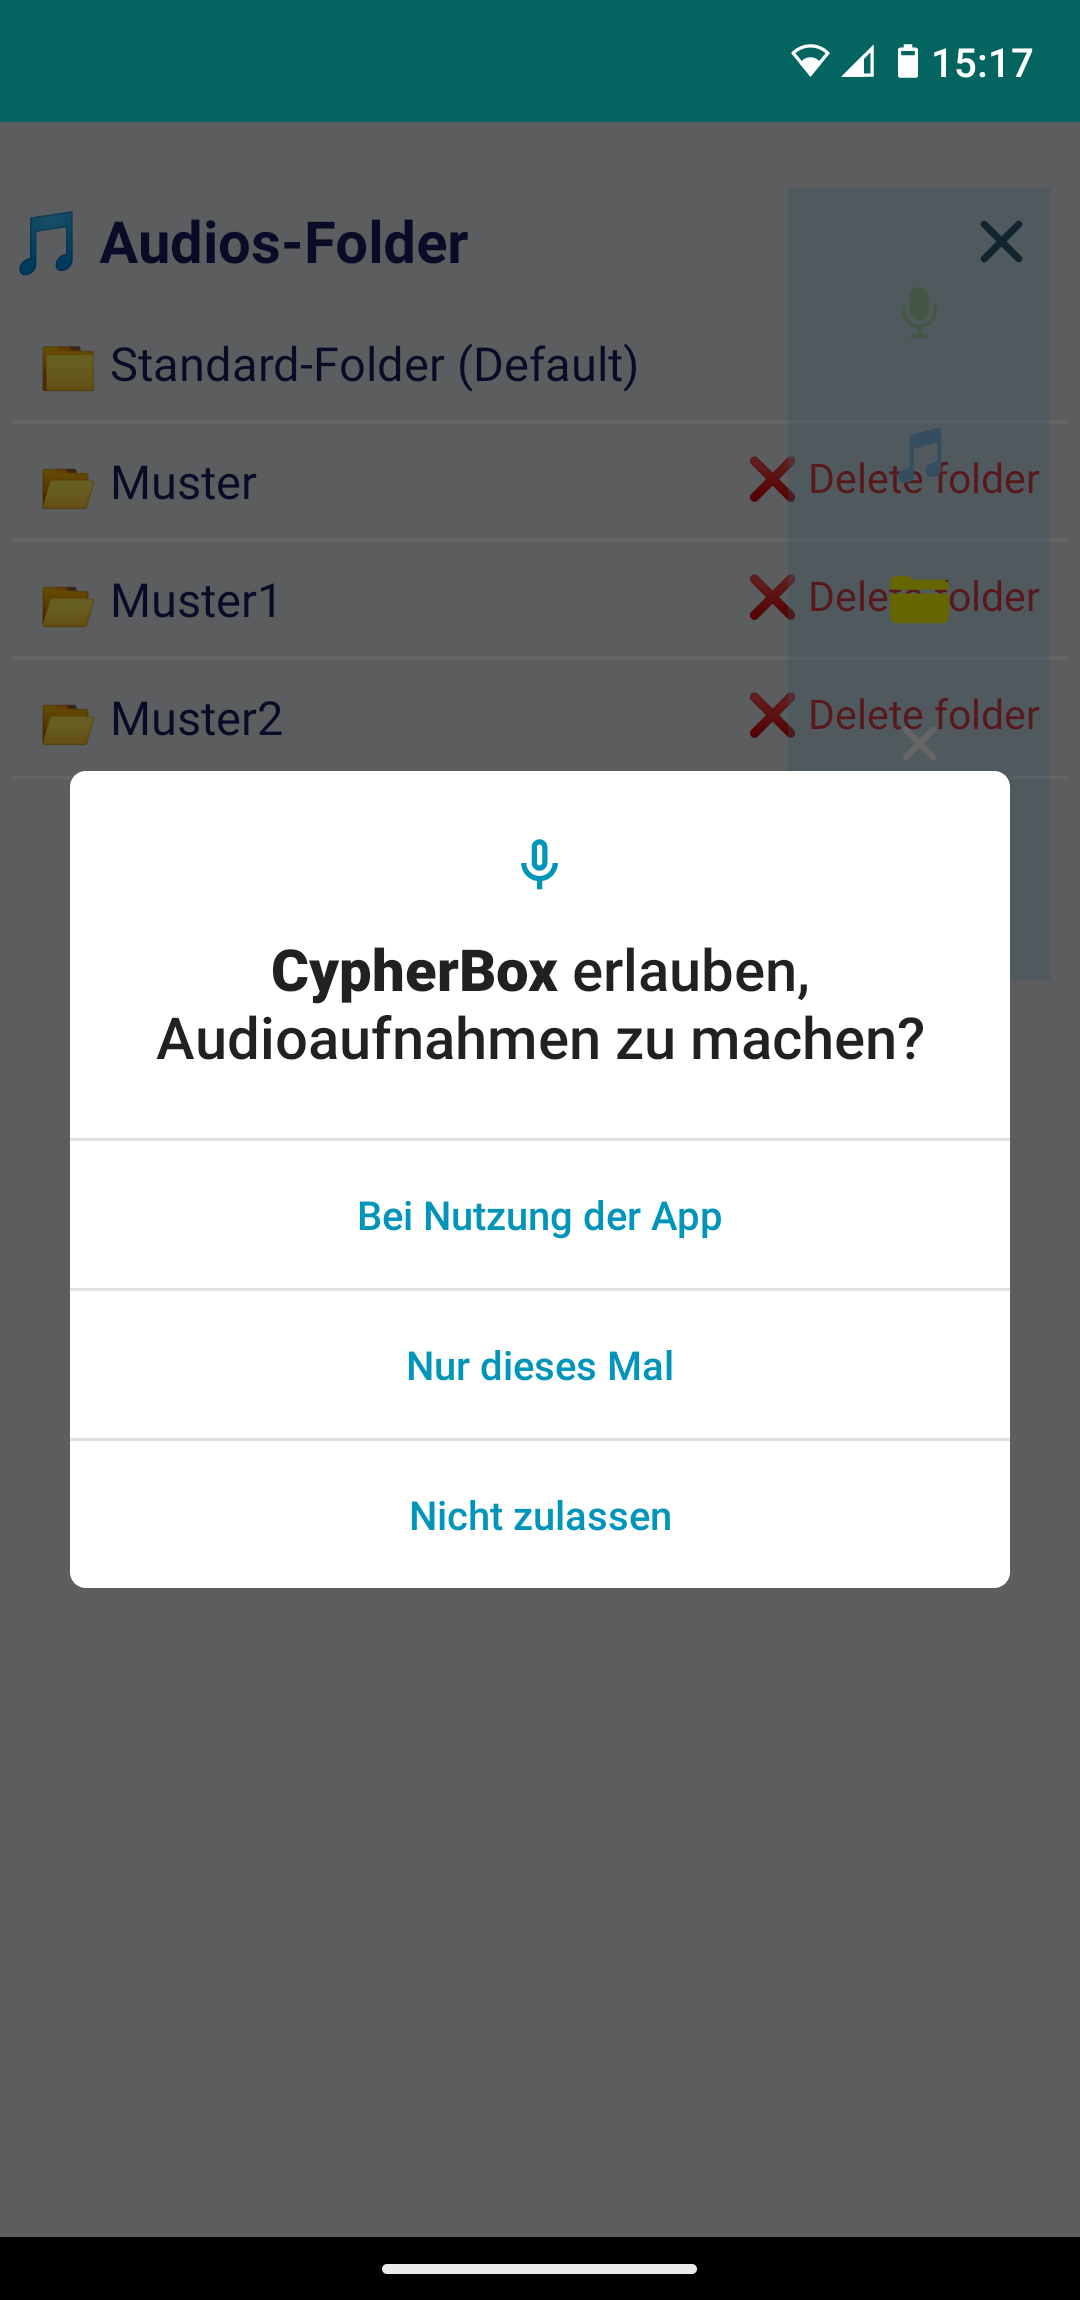 15:17
Audios-Folder
Standard-Folder (Default)
Muster Delete folder
Muster1 Delete folder
Muster2 Delete folder
CypherBox erlauben,
Audioaufnahmen zu machen?
Bei Nutzung der App
Nur dieses Mal
Nicht zulassen